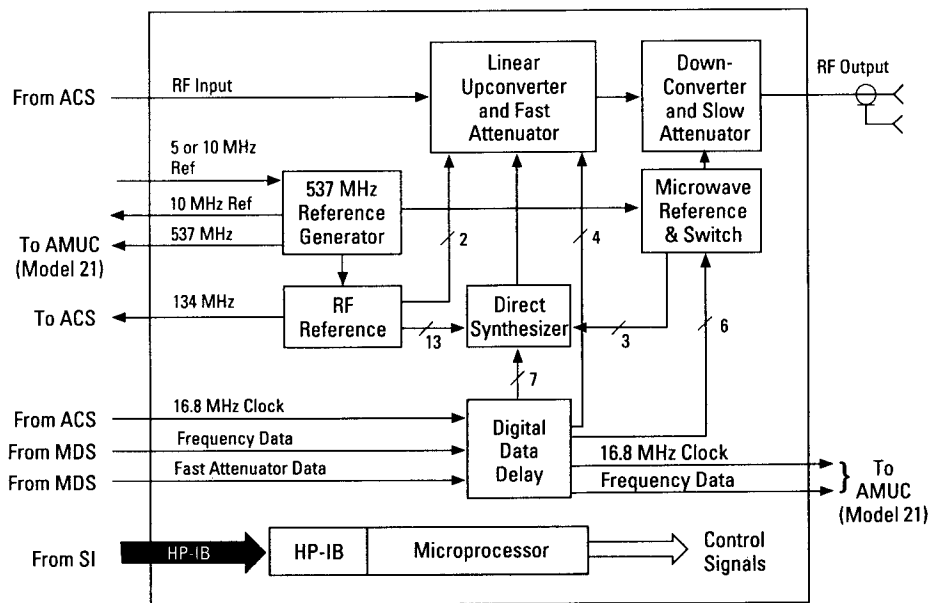 Linear
Upconverter
and Fast
Attenuator
Down-
Converter
and Slow
Attenuator
RF Output
From ACS
RF Input
5 or 10 MHz
Ref
10 MHz Ref
537 MHz
To AMUC
(Model 21)
537 MHz
Reference
Generator
Microwave
Reference
& Switch
2
4
134 MHz
To ACS
RF
Reference
13
Direct
Synthesizer
3
6
7
From ACS
16.8 MHz Clock
From MDS
Frequency Data
From MDS
Fast Attenuator Data
Digital
Data
Delay
16.8 MHz Clock
Frequency Data
} To
AMUC
(Model 21)
From SI
HP-IB
HP-IB
Microprocessor
Control
Signals